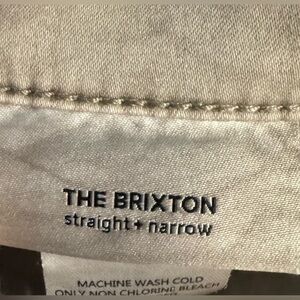 THE BRIXTON
straight + narrow
MACHINE WASH COLD
ONLY NON CHLORINE BLEACH